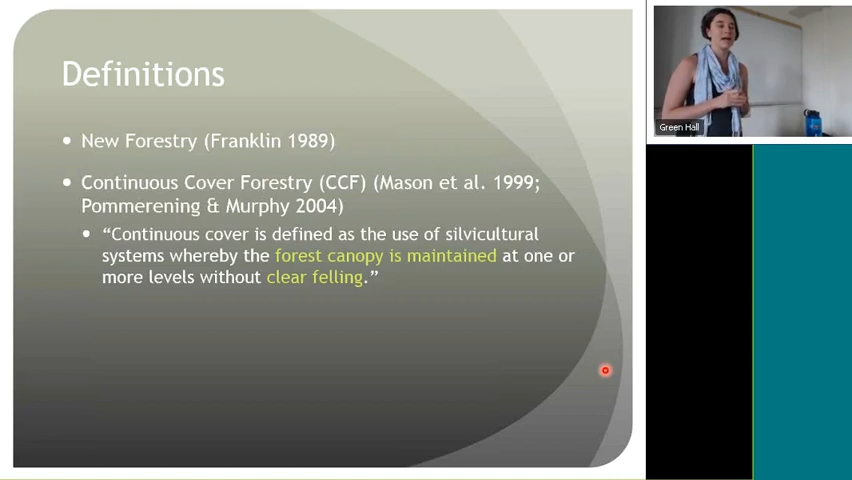 Definitions
• New Forestry (Franklin 1989)
• Continuous Cover Forestry (CCF) (Mason et al. 1999;
Pommerening & Murphy 2004)
• “Continuous cover is defined as the use of silvicultural
systems whereby the forest canopy is maintained at one or
more levels without clear felling.”
Green Hall